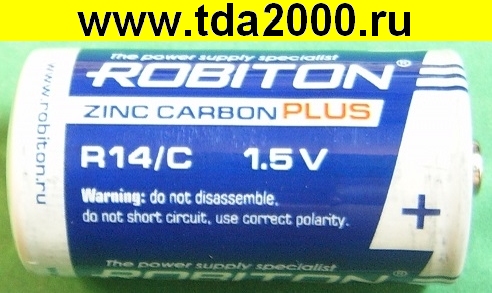 www.tda2000.ru
The power supply specialist
ROBITON
ZINC CARBON PLUS
R14/C 1.5V
Warning: do not disassemble,
do not short circuit, use correct polarity.
+
The power supply specialist
ROBITON
www.robiton.ru